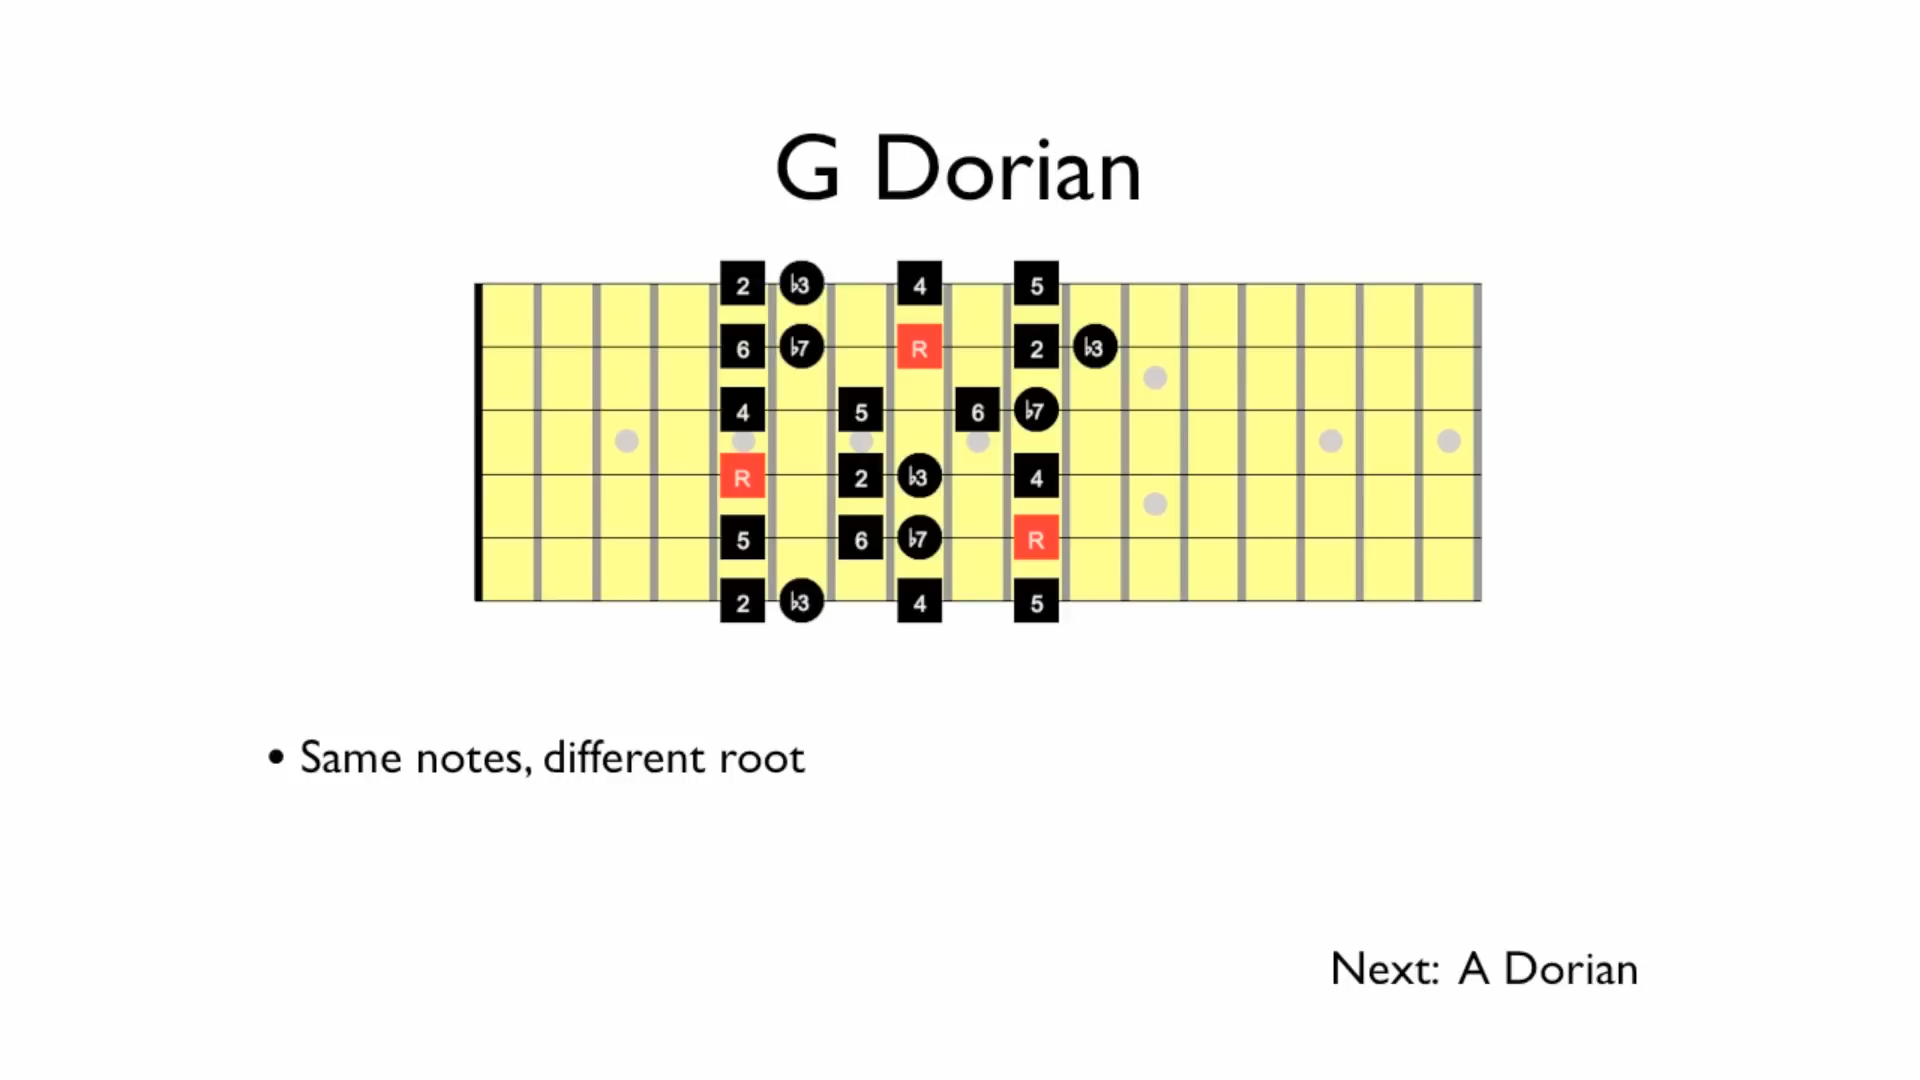 G Dorian
2 ♭3 4 5
6 ♭7 R 2 ♭3
4 5 6 ♭7
R 2 ♭3 4
5 6 ♭7 R
2 ♭3 4 5
• Same notes, different root
Next: A Dorian